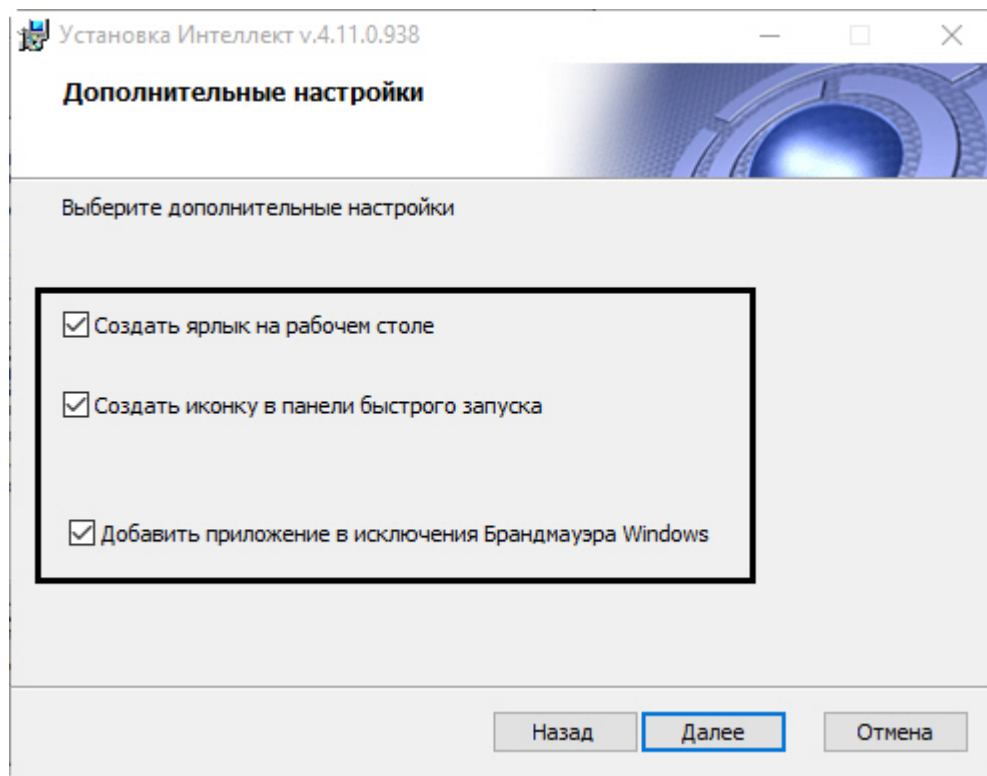 Установка Интеллект v.4.11.0.938
Дополнительные настройки
Выберите дополнительные настройки
Создать ярлык на рабочем столе
Создать иконку в панели быстрого запуска
Добавить приложение в исключения Брандмауэра Windows
Назад Далее Отмена